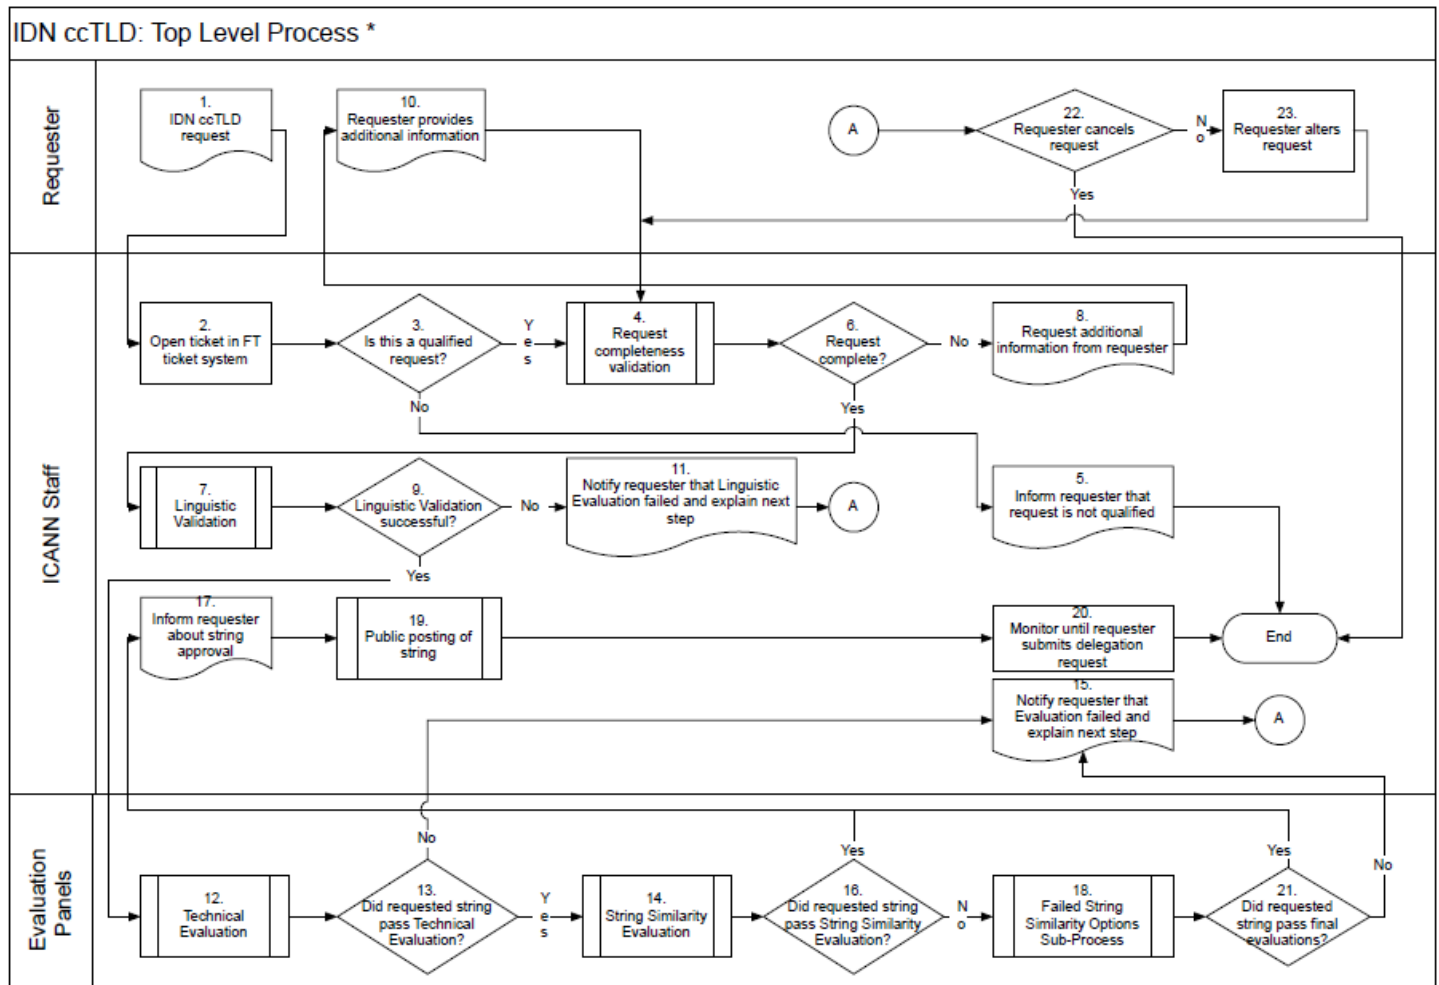 IDN ccTLD: Top Level Process *
Requester
1.
IDN ccTLD
request
10.
Requester provides
additional information
A
22.
Requester cancels
request
No
23.
Requester alters
request
Yes
ICANN Staff
2.
Open ticket in FT
ticket system
3.
Is this a qualified
request?
Yes
4.
Request
completeness
validation
6.
Request
complete?
No
8.
Request additional
information from requester
No
Yes
7.
Linguistic
Validation
9.
Linguistic Validation
successful?
No
11.
Notify requester that Linguistic
Evaluation failed and explain next
step
A
5.
Inform requester that
request is not qualified
Yes
17.
Inform requester
about string
approval
19.
Public posting of
string
20.
Monitor until requester
submits delegation
request
End
15.
Notify requester that
Evaluation failed and
explain next step
A
Evaluation
Panels
No
Yes
Yes
No
12.
Technical
Evaluation
13.
Did requested string
pass Technical
Evaluation?
Yes
14.
String Similarity
Evaluation
16.
Did requested string
pass String Similarity
Evaluation?
No
18.
Failed String
Similarity Options
Sub-Process
21.
Did requested
string pass final
evaluations?